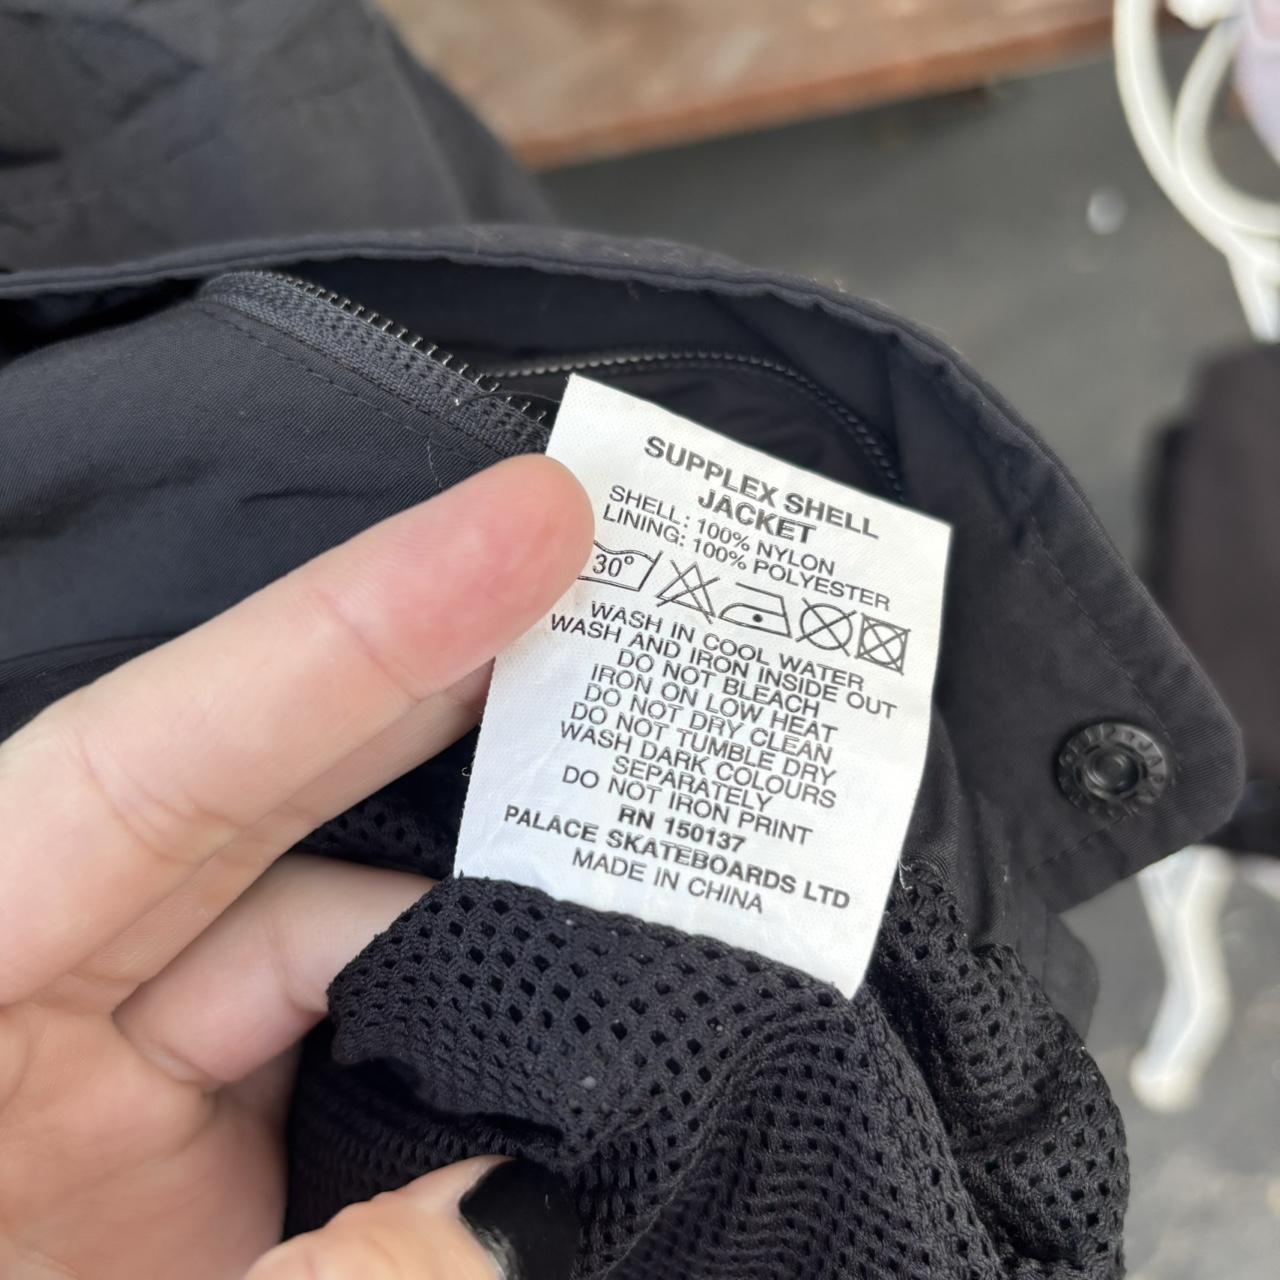 SUPPLEX SHELL
JACKET
SHELL: 100% NYLON
LINING: 100% POLYESTER
30°
WASH IN COOL WATER
WASH AND IRON INSIDE OUT
DO NOT BLEACH
IRON ON LOW HEAT
DO NOT DRY CLEAN
DO NOT TUMBLE DRY
WASH DARK COLOURS
SEPARATELY
DO NOT IRON PRINT
RN 150137
PALACE SKATEBOARDS LTD
MADE IN CHINA